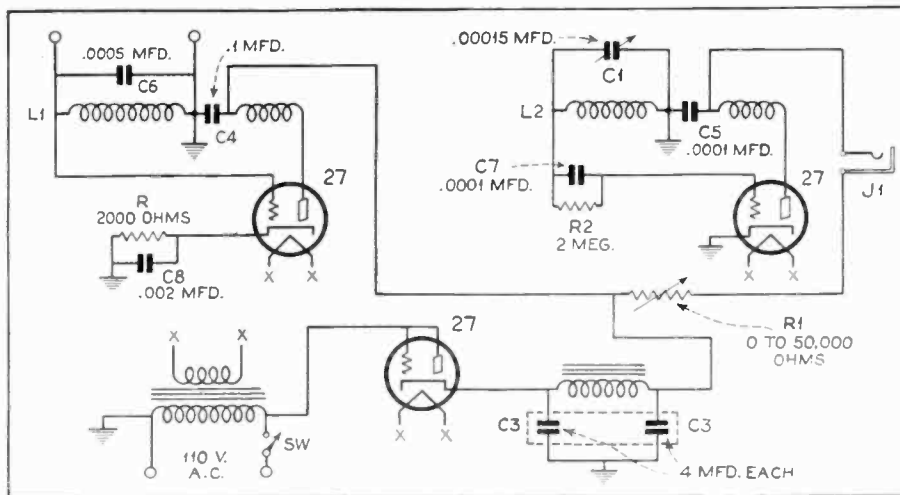 .0005 MFD.
C6
.1 MFD.
L1
C4
27
R
2000 OHMS
C8
.002 MFD.
X X
.00015 MFD.
C1
L2
C5
.0001 MFD.
C7
.0001 MFD.
R2
2 MEG.
27
X X
J1
R1
0 TO 50,000
OHMS
X X
SW
110 V.
A.C.
27
X X
C3
C3
4 MFD. EACH